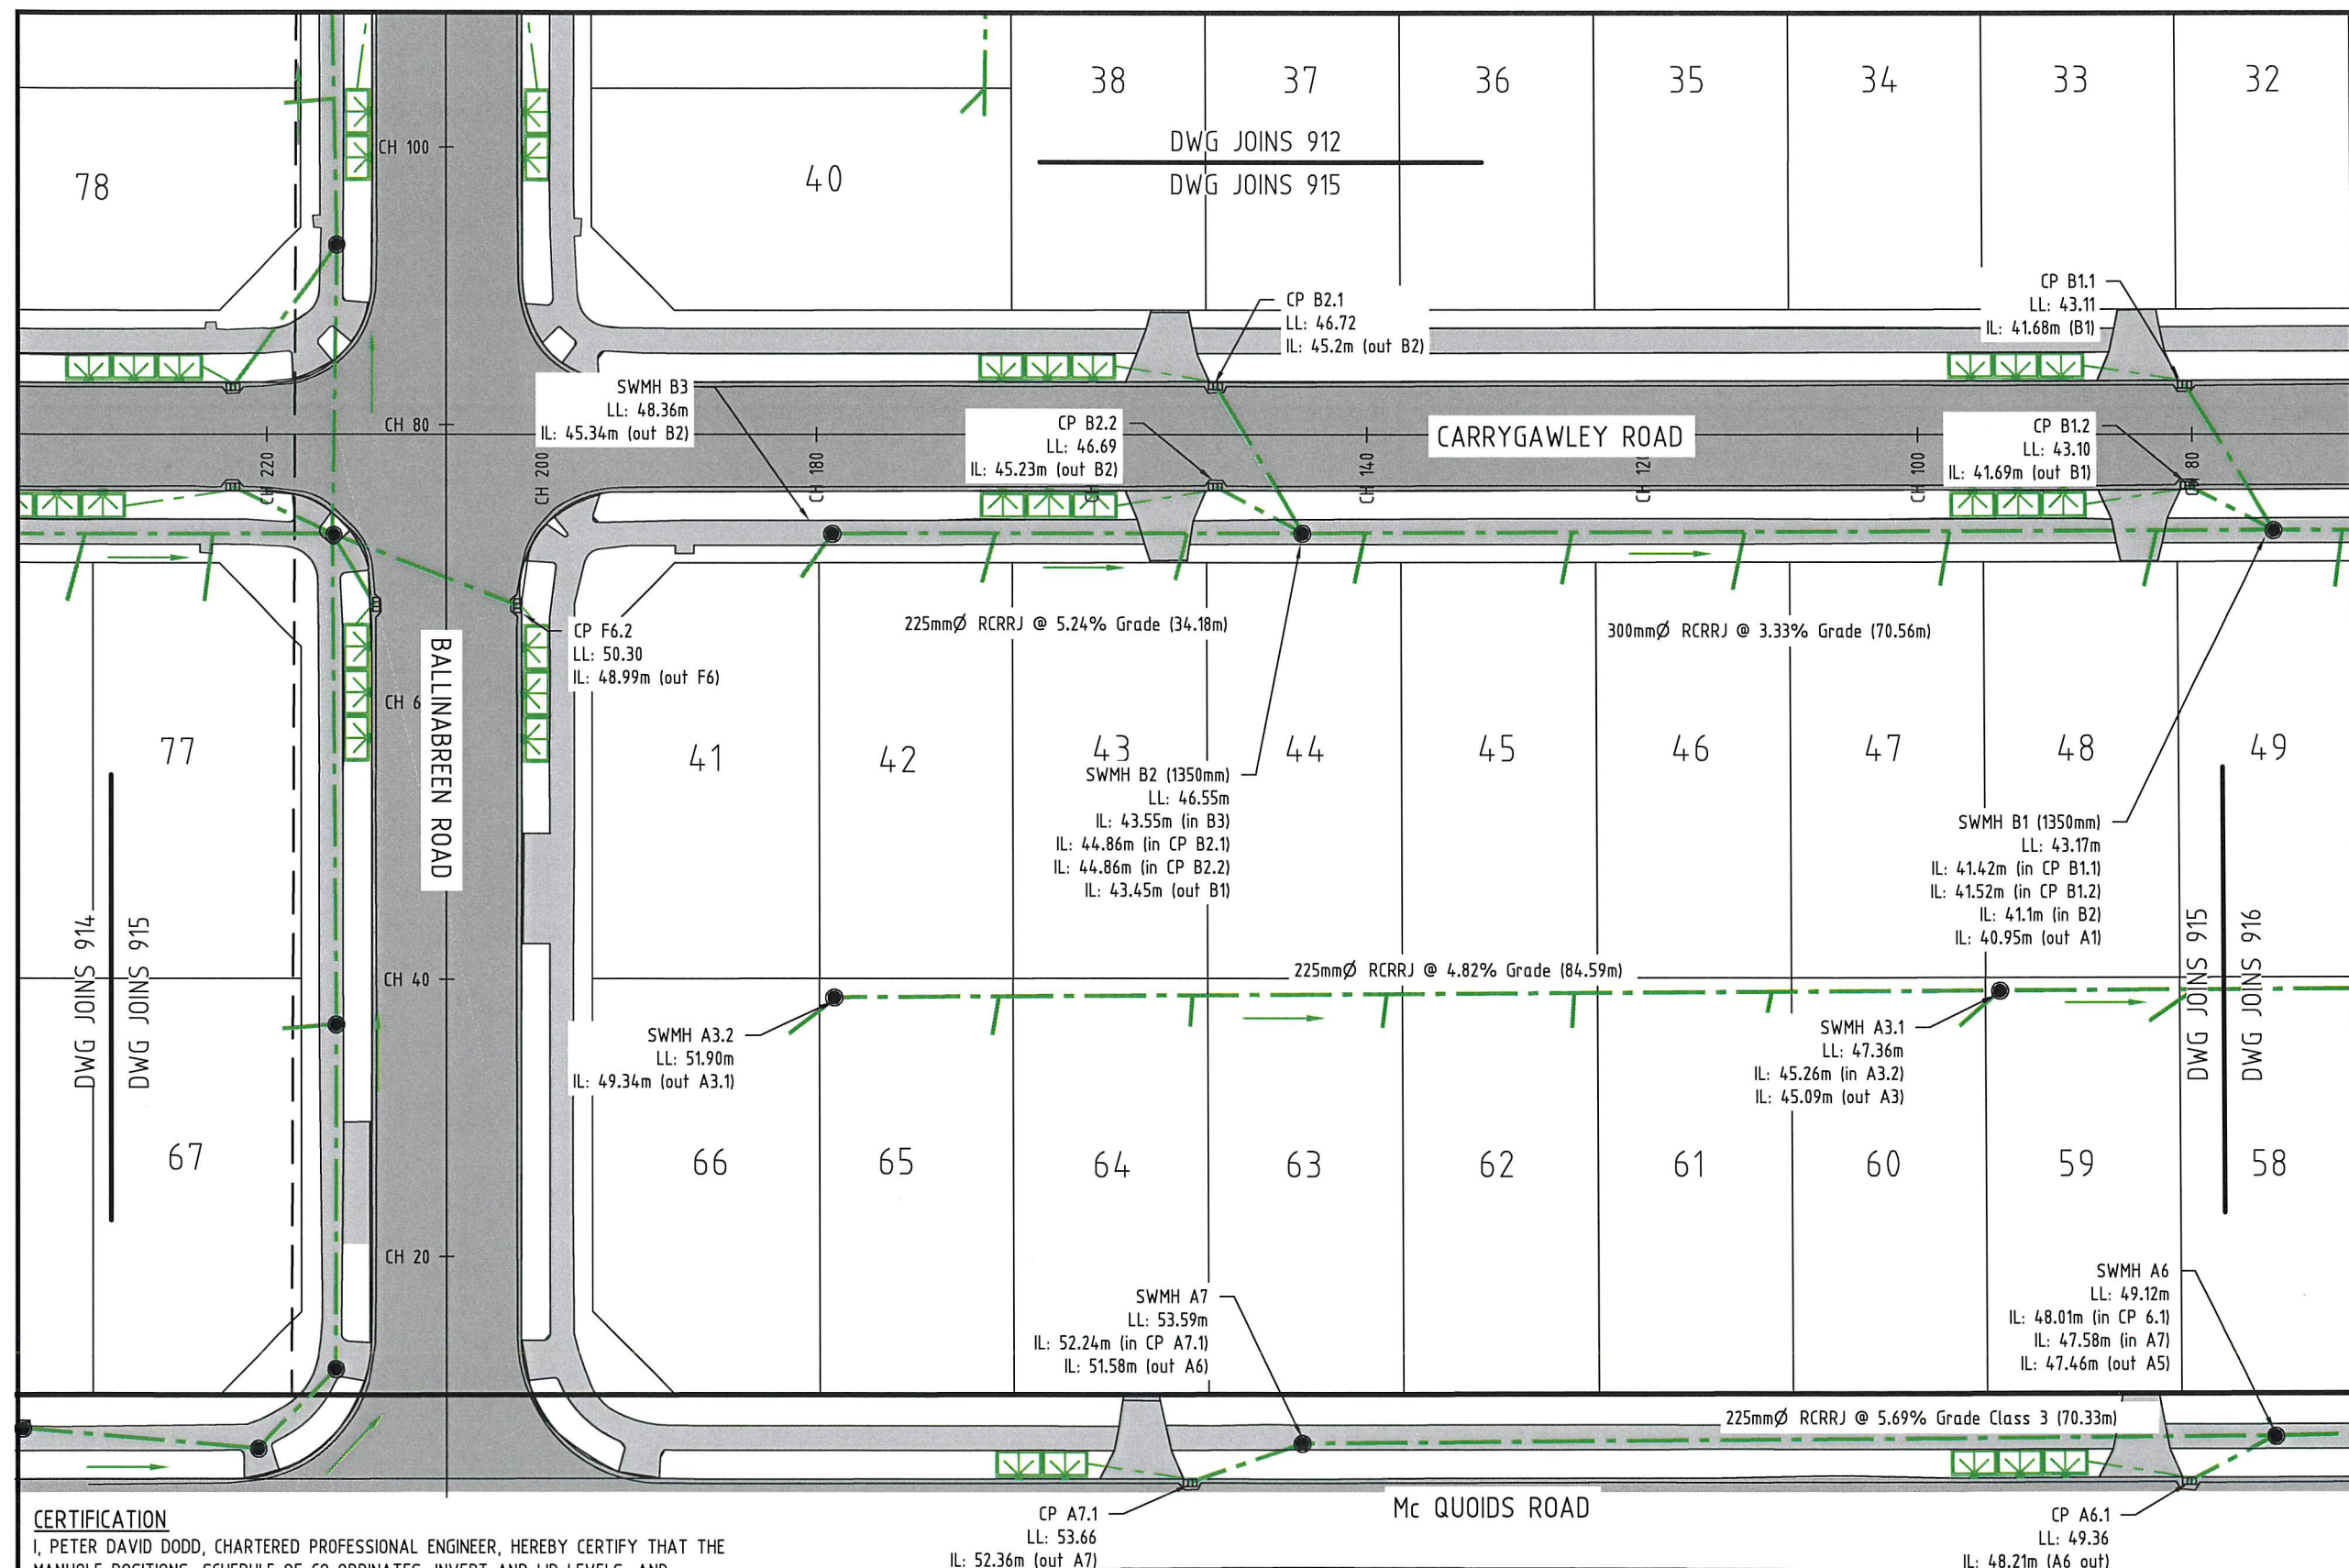 38
37
36
35
34
33
32
DWG JOINS 912
DWG JOINS 915
78
40
CH 100
CP B2.1
LL: 46.72
IL: 45.2m (out B2)
CP B1.1
LL: 43.11
IL: 41.68m (B1)
SWMH B3
LL: 48.36m
IL: 45.34m (out B2)
CP B2.2
LL: 46.69
IL: 45.23m (out B2)
CARRYGAWLEY ROAD
CP B1.2
LL: 43.10
IL: 41.69m (out B1)
CH 80
CH 220
CH 200
CH 180
CH 140
CH 100
80
225mmØ RCRRJ @ 5.24% Grade (34.18m)
300mmØ RCRRJ @ 3.33% Grade (70.56m)
CP F6.2
LL: 50.30
IL: 48.99m (out F6)
BALLINABREEN ROAD
CH 6
77
41
42
43
44
45
46
47
48
49
SWMH B2 (1350mm)
LL: 46.55m
IL: 43.55m (in B3)
IL: 44.86m (in CP B2.1)
IL: 44.86m (in CP B2.2)
IL: 43.45m (out B1)
SWMH B1 (1350mm)
LL: 43.17m
IL: 41.42m (in CP B1.1)
IL: 41.52m (in CP B1.2)
IL: 41.1m (in B2)
IL: 40.95m (out A1)
DWG JOINS 914
DWG JOINS 915
DWG JOINS 915
DWG JOINS 916
CH 40
225mmØ RCRRJ @ 4.82% Grade (84.59m)
SWMH A3.2
LL: 51.90m
IL: 49.34m (out A3.1)
SWMH A3.1
LL: 47.36m
IL: 45.26m (in A3.2)
IL: 45.09m (out A3)
67
66
65
64
63
62
61
60
59
58
CH 20
SWMH A7
LL: 53.59m
IL: 52.24m (in CP A7.1)
IL: 51.58m (out A6)
SWMH A6
LL: 49.12m
IL: 48.01m (in CP 6.1)
IL: 47.58m (in A7)
IL: 47.46m (out A5)
225mmØ RCRRJ @ 5.69% Grade Class 3 (70.33m)
Mc QUOIDS ROAD
CP A7.1
LL: 53.66
IL: 52.36m (out A7)
CP A6.1
LL: 49.36
IL: 48.21m (A6 out)
CERTIFICATION
I, PETER DAVID DODD, CHARTERED PROFESSIONAL ENGINEER, HEREBY CERTIFY THAT THE
MANHOLE POSITIONS, SCHEDULE OF CO-ORDINATES, INVERT AND LID LEVELS, AND